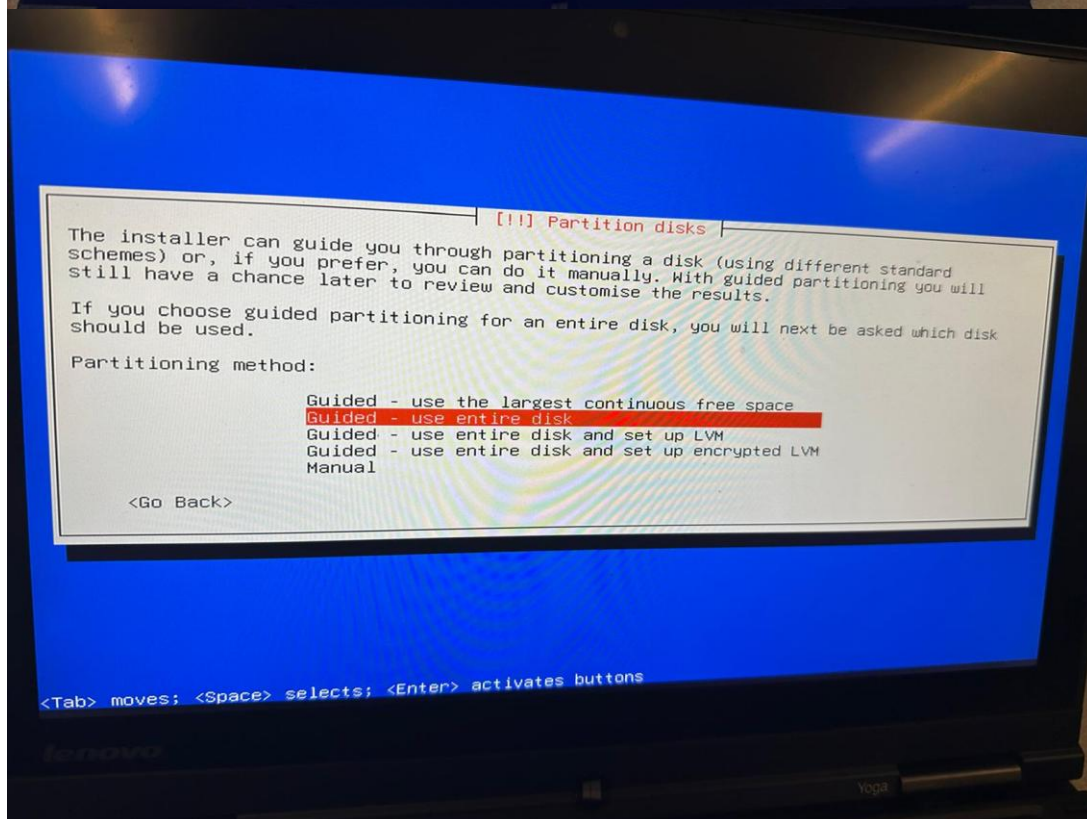 [!!] Partition disks
The installer can guide you through partitioning a disk (using different standard
schemes) or, if you prefer, you can do it manually. With guided partitioning you will
still have a chance later to review and customise the results.
If you choose guided partitioning for an entire disk, you will next be asked which disk
should be used.
Partitioning method:
Guided - use the largest continuous free space
Guided - use entire disk
Guided - use entire disk and set up LVM
Guided - use entire disk and set up encrypted LVM
Manual
<Go Back>
<Tab> moves; <Space> selects; <Enter> activates buttons
lenovo
Yoga